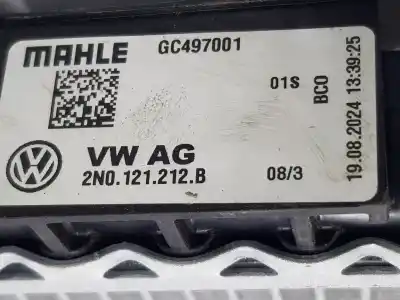 MAHLE
GC497001
01S
BCO
19.08.2024 13:39:25
VW AG
2N0.121.212.B
08/3